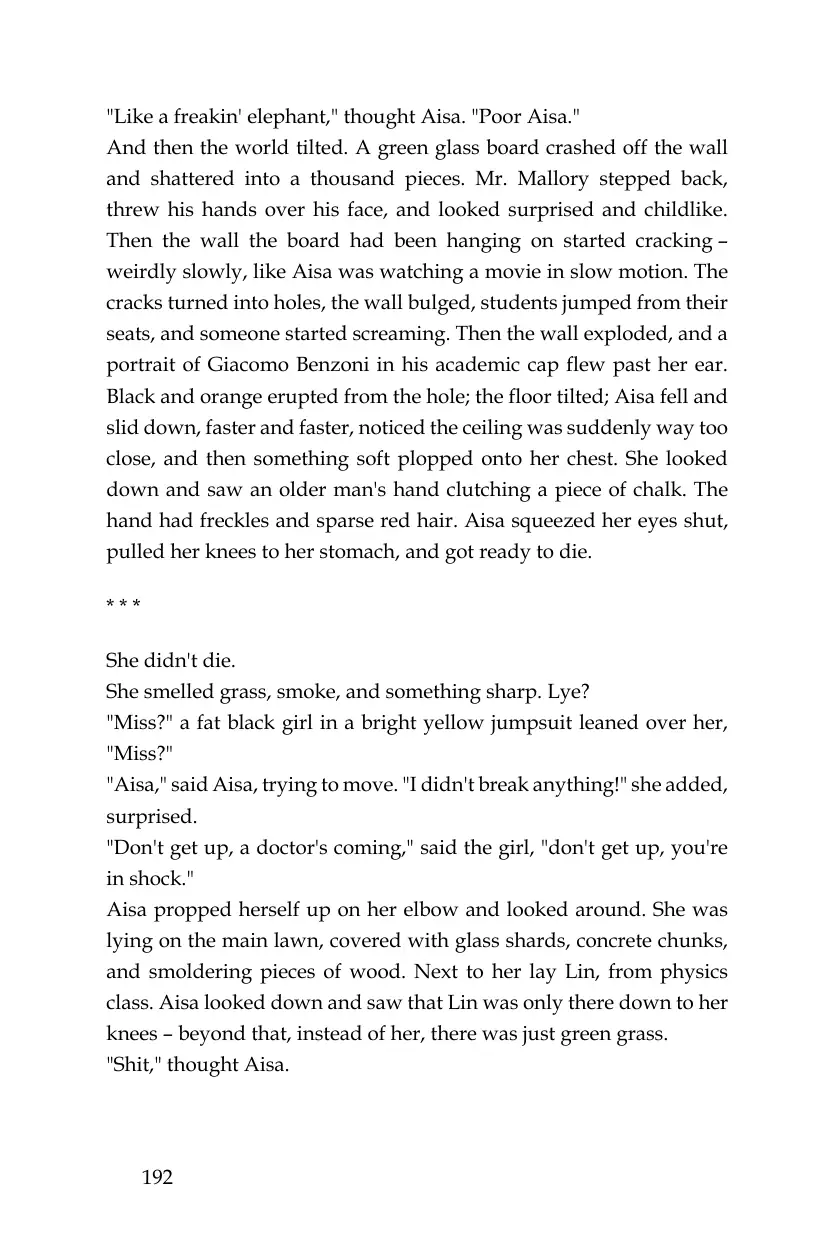 "Like a freakin' elephant," thought Aisa. "Poor Aisa."
And then the world tilted. A green glass board crashed off the wall
and shattered into a thousand pieces. Mr. Mallory stepped back,
threw his hands over his face, and looked surprised and childlike.
Then the wall the board had been hanging on started cracking –
weirdly slowly, like Aisa was watching a movie in slow motion. The
cracks turned into holes, the wall bulged, students jumped from their
seats, and someone started screaming. Then the wall exploded, and a
portrait of Giacomo Benzoni in his academic cap flew past her ear.
Black and orange erupted from the hole; the floor tilted; Aisa fell and
slid down, faster and faster, noticed the ceiling was suddenly way too
close, and then something soft plopped onto her chest. She looked
down and saw an older man's hand clutching a piece of chalk. The
hand had freckles and sparse red hair. Aisa squeezed her eyes shut,
pulled her knees to her stomach, and got ready to die.
* * *
She didn't die.
She smelled grass, smoke, and something sharp. Lye?
"Miss?" a fat black girl in a bright yellow jumpsuit leaned over her,
"Miss?"
"Aisa," said Aisa, trying to move. "I didn't break anything!" she added,
surprised.
"Don't get up, a doctor's coming," said the girl, "don't get up, you're
in shock."
Aisa propped herself up on her elbow and looked around. She was
lying on the main lawn, covered with glass shards, concrete chunks,
and smoldering pieces of wood. Next to her lay Lin, from physics
class. Aisa looked down and saw that Lin was only there down to her
knees – beyond that, instead of her, there was just green grass.
"Shit," thought Aisa.
192